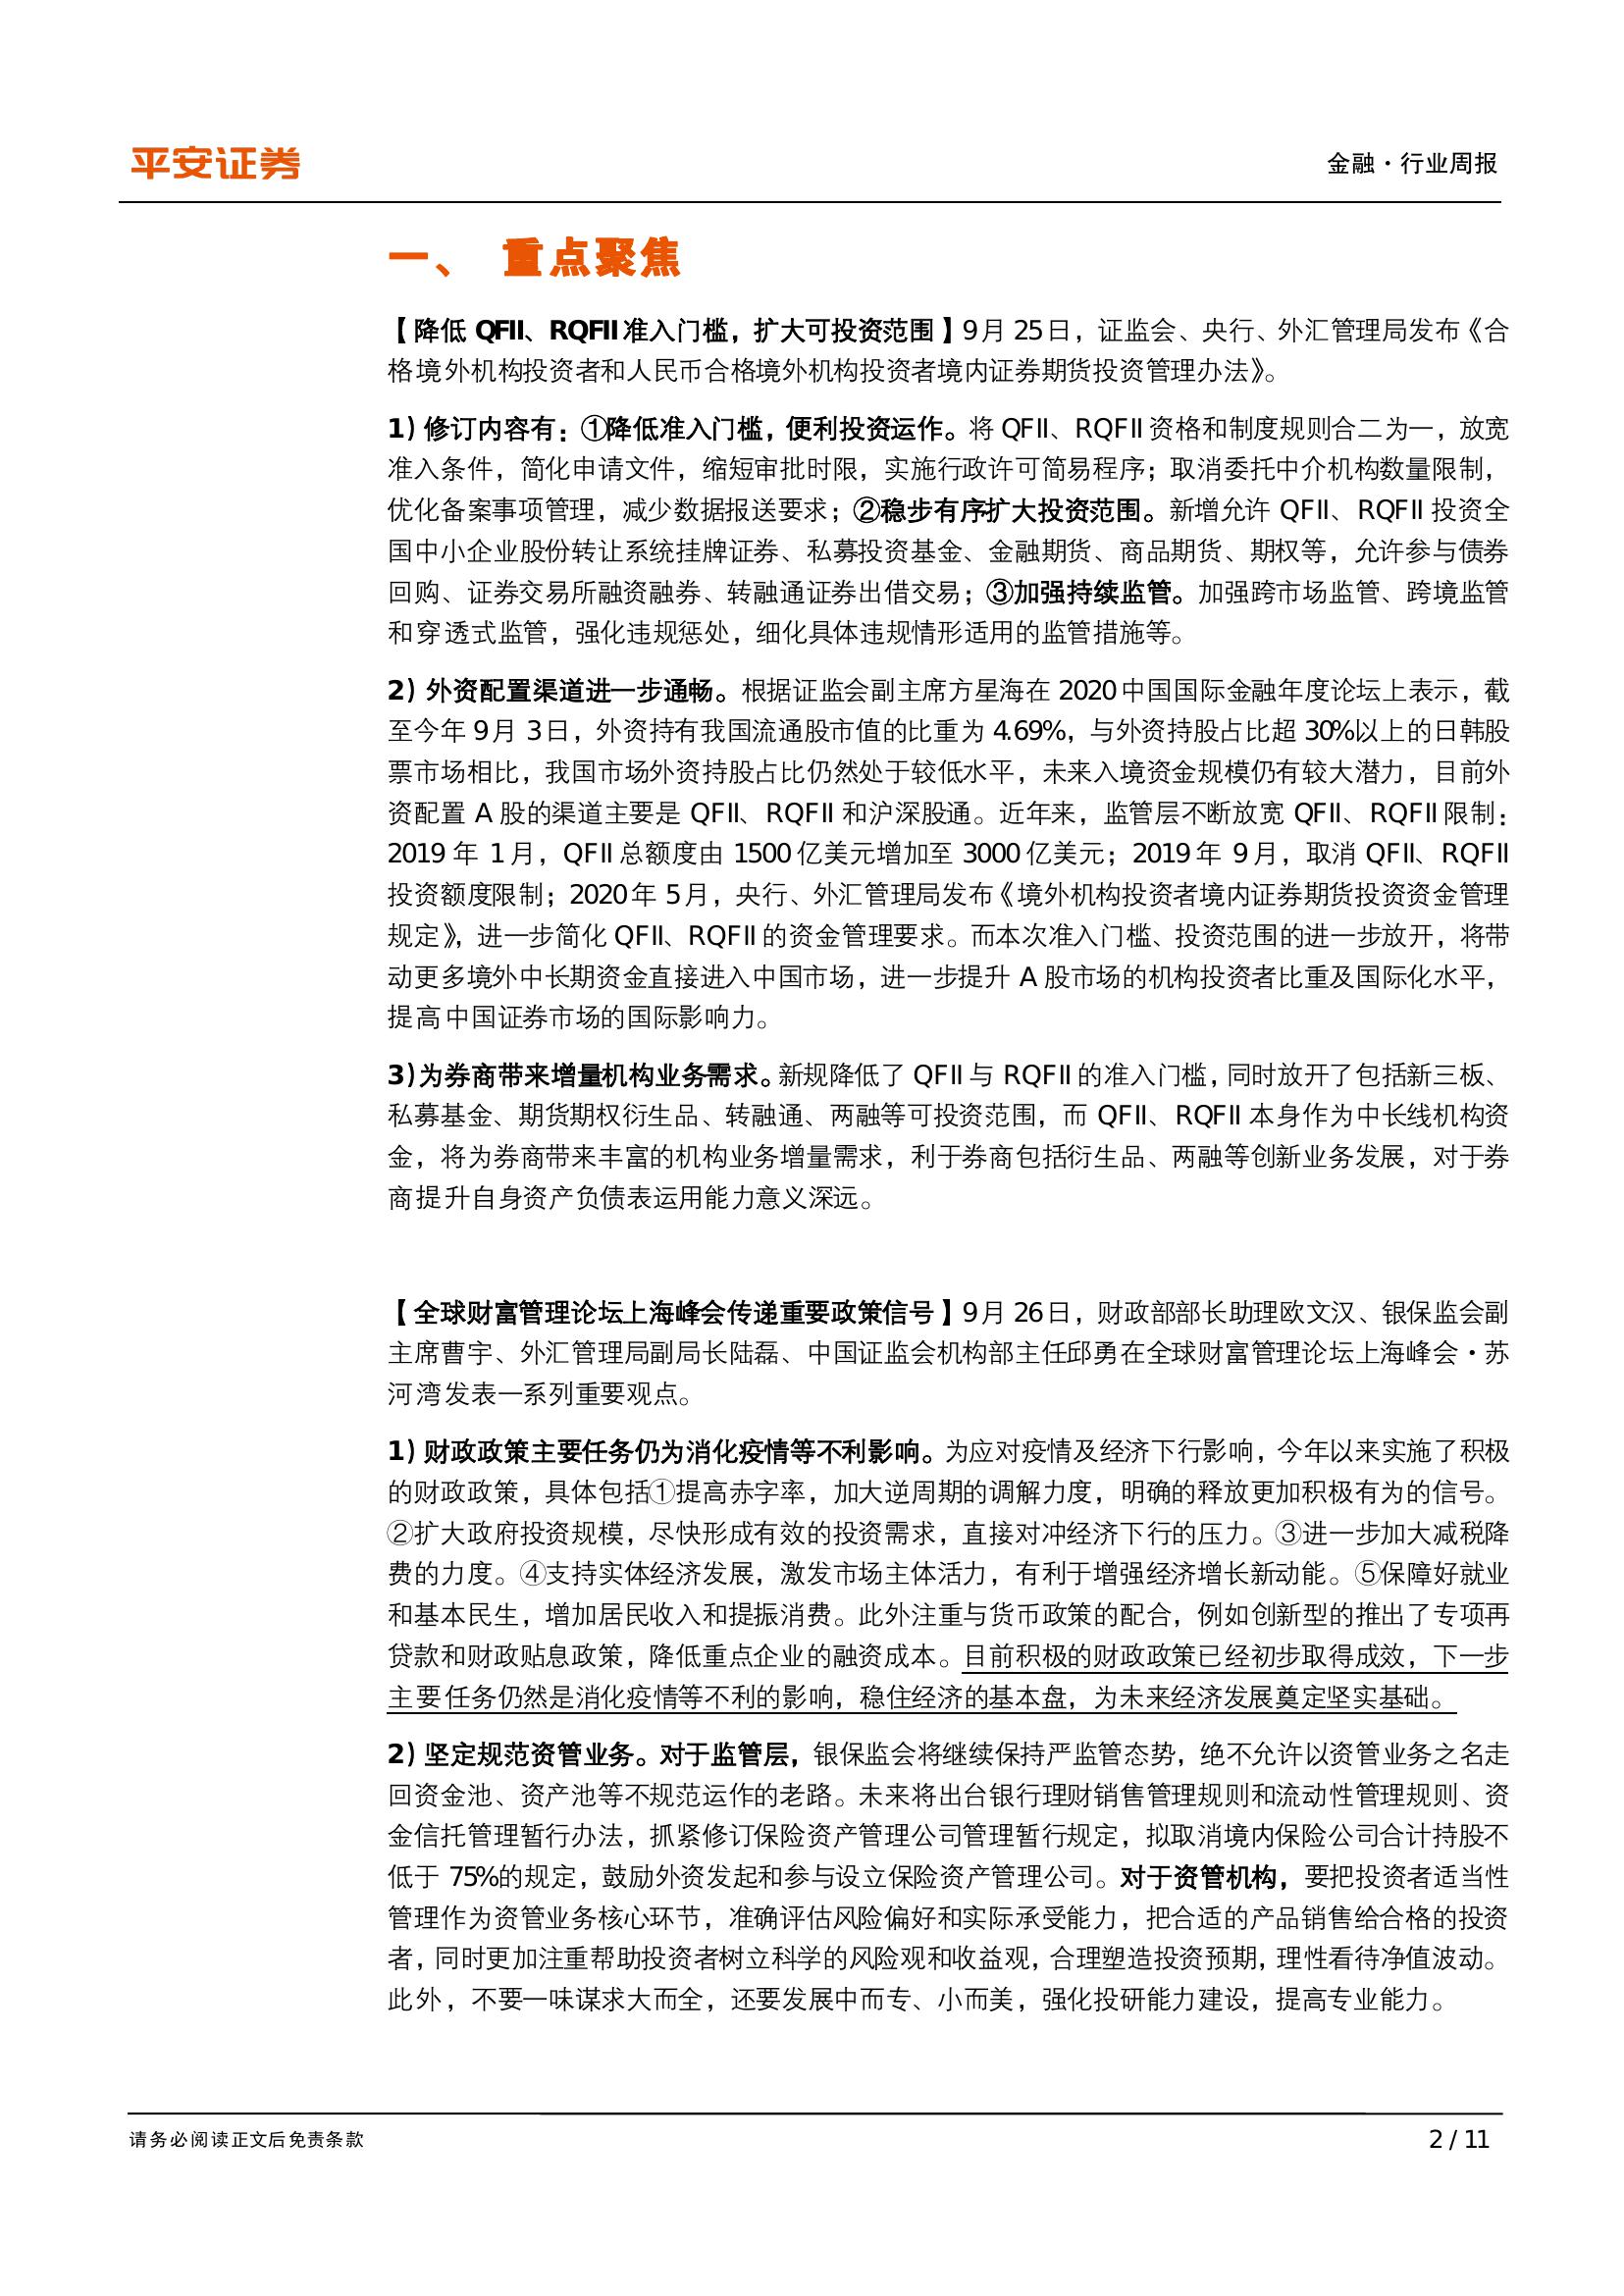 平安证券
金融·行业周报
一、 重点聚焦
【降低 QFII、RQFII 准入门槛，扩大可投资范围】9 月 25 日，证监会、央行、外汇管理局发布《合
格境外机构投资者和人民币合格境外机构投资者境内证券期货投资管理办法》。
1）修订内容有：①降低准入门槛，便利投资运作。将 QFII、RQFII 资格和制度规则合二为一，放宽
准入条件，简化申请文件，缩短审批时限，实施行政许可简易程序；取消委托中介机构数量限制，
优化备案事项管理，减少数据报送要求；②稳步有序扩大投资范围。新增允许 QFII、RQFII 投资全
国中小企业股份转让系统挂牌证券、私募投资基金、金融期货、商品期货、期权等，允许参与债券
回购、证券交易所融资融券、转融通证券出借交易；③加强持续监管。加强跨市场监管、跨境监管
和穿透式监管，强化违规惩处，细化具体违规情形适用的监管措施等。
2）外资配置渠道进一步通畅。根据证监会副主席方星海在 2020 中国国际金融年度论坛上表示，截
至今年 9 月 3 日，外资持有我国流通股市值的比重为 4.69%，与外资持股占比超 30%以上的日韩股
票市场相比，我国市场外资持股占比仍然处于较低水平，未来入境资金规模仍有较大潜力，目前外
资配置 A 股的渠道主要是 QFII、RQFII 和沪深股通。近年来，监管层不断放宽 QFII、RQFII 限制：
2019 年 1 月，QFII 总额度由 1500 亿美元增加至 3000 亿美元；2019 年 9 月，取消 QFII、RQFII
投资额度限制；2020 年 5 月，央行、外汇管理局发布《境外机构投资者境内证券期货投资资金管理
规定》，进一步简化 QFII、RQFII 的资金管理要求。而本次准入门槛、投资范围的进一步放开，将带
动更多境外中长期资金直接进入中国市场，进一步提升 A 股市场的机构投资者比重及国际化水平，
提高中国证券市场的国际影响力。
3）为券商带来增量机构业务需求。新规降低了 QFII 与 RQFII 的准入门槛，同时放开了包括新三板、
私募基金、期货期权衍生品、转融通、两融等可投资范围，而 QFII、RQFII 本身作为中长线机构资
金，将为券商带来丰富的机构业务增量需求，利于券商包括衍生品、两融等创新业务发展，对于券
商提升自身资产负债表运用能力意义深远。
【全球财富管理论坛上海峰会传递重要政策信号】9 月 26 日，财政部部长助理欧文汉、银保监会副
主席曹宇、外汇管理局副局长陆磊、中国证监会机构部主任邱勇在全球财富管理论坛上海峰会·苏
河湾发表一系列重要观点。
1）财政政策主要任务仍为消化疫情等不利影响。为应对疫情及经济下行影响，今年以来实施了积极
的财政政策，具体包括①提高赤字率，加大逆周期的调解力度，明确的释放更加积极有为的信号。
②扩大政府投资规模，尽快形成有效的投资需求，直接对冲经济下行的压力。③进一步加大减税降
费的力度。④支持实体经济发展，激发市场主体活力，有利于增强经济增长新动能。⑤保障好就业
和基本民生，增加居民收入和提振消费。此外注重与货币政策的配合，例如创新型的推出了专项再
贷款和财政贴息政策，降低重点企业的融资成本。目前积极的财政政策已经初步取得成效，下一步
主要任务仍然是消化疫情等不利的影响，稳住经济的基本盘，为未来经济发展奠定坚实基础。
2）坚定规范资管业务。对于监管层，银保监会将继续保持严监管态势，绝不允许以资管业务之名走
回资金池、资产池等不规范运作的老路。未来将出台银行理财销售管理规则和流动性管理规则、资
金信托管理暂行办法，抓紧修订保险资产管理公司管理暂行规定，拟取消境内保险公司合计持股不
低于 75%的规定，鼓励外资发起和参与设立保险资产管理公司。对于资管机构，要把投资者适当性
管理作为资管业务核心环节，准确评估风险偏好和实际承受能力，把合适的产品销售给合格的投资
者，同时更加注重帮助投资者树立科学的风险观和收益观，合理塑造投资预期，理性看待净值波动。
此外，不要一味谋求大而全，还要发展中而专、小而美，强化投研能力建设，提高专业能力。
请务必阅读正文后免责条款
2 / 11